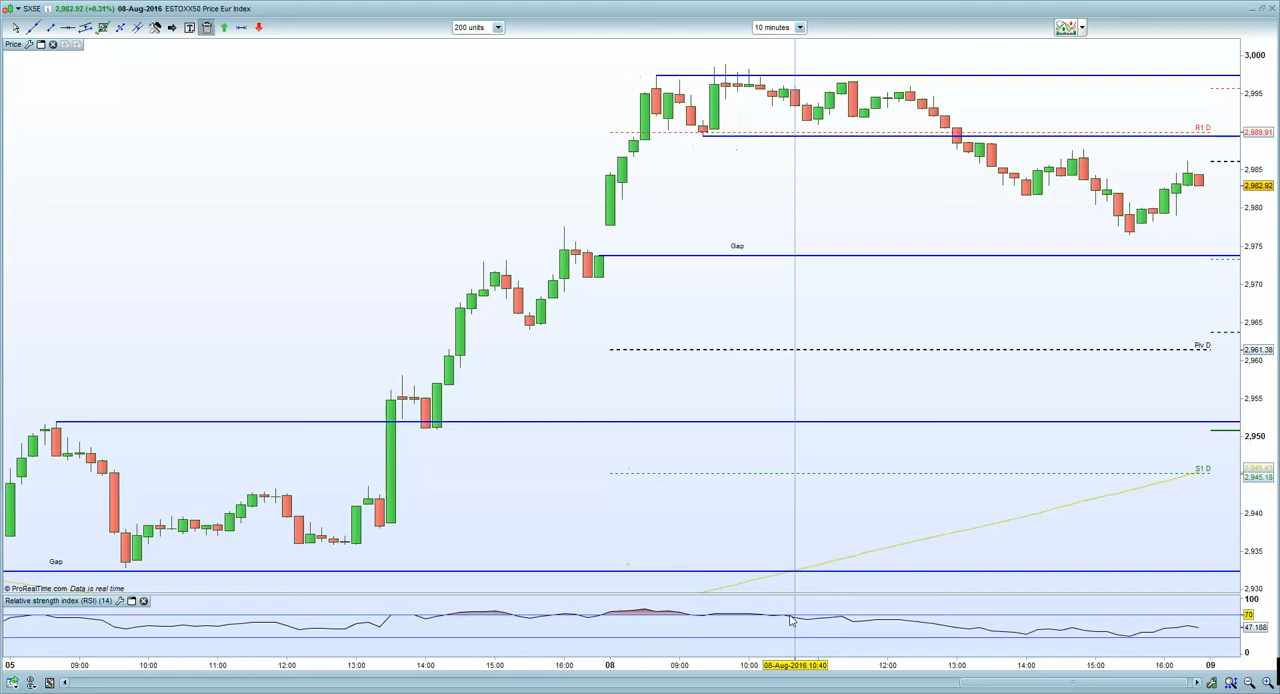 SX5E 2,982.92 (+0.31%) 08-Aug-2016 ESTOXX50 Price Eur Index
200 units
10 minutes
Price
3,000
2,995
R1 D
2,989.91
2,985
2,982.92
2,980
Gap
2,975
2,970
2,965
Piv D
2,961.38
2,960
2,955
2,950
S1 D
2,945.18
2,940
2,935
Gap
© ProRealTime.com Data is real time
2,930
Relative strength index (RSI) (14)
100
70
47.188
0
05 09:00 10:00 11:00 12:00 13:00 14:00 15:00 16:00 08 09:00 10:00 08-Aug-2016 10:40 12:00 13:00 14:00 15:00 16:00 09